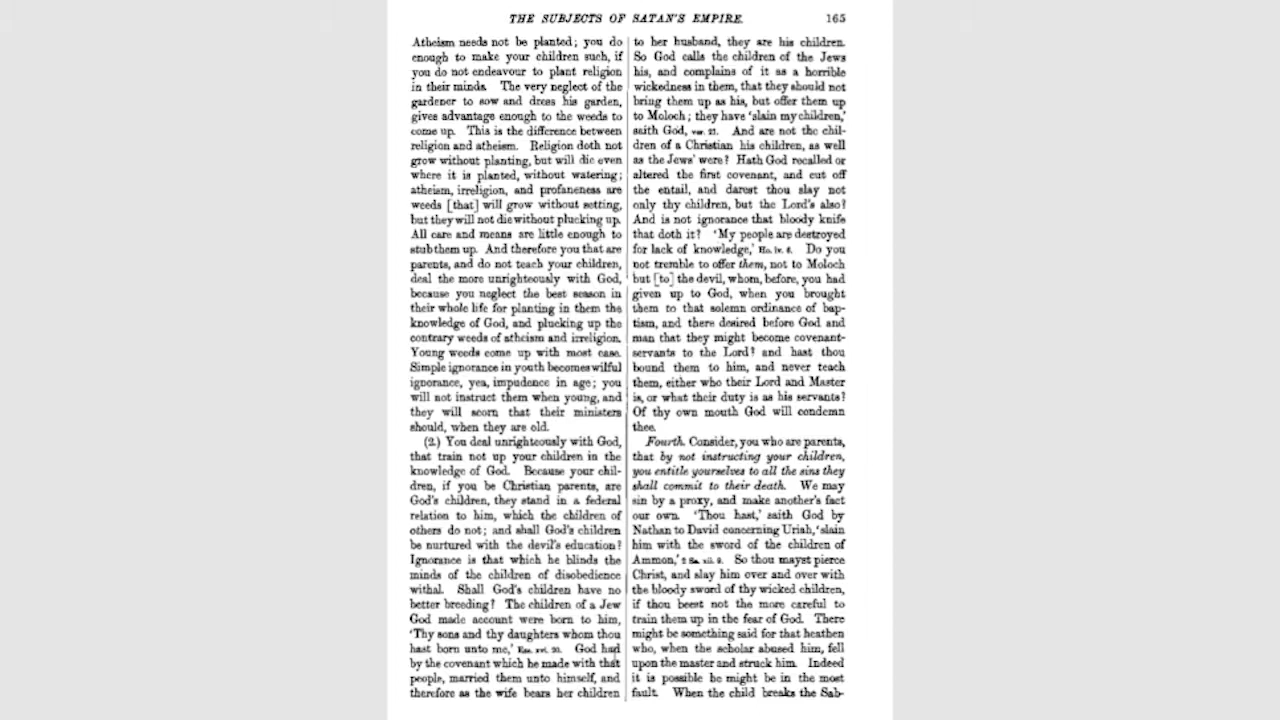 THE SUBJECTS OF SATAN'S EMPIRE. 165
Atheism needs not be planted; you do
enough to make your children such, if
you do not endeavour to plant religion
in their minds. The very neglect of the
gardener to sow and dress his garden,
gives advantage enough to the weeds to
come up. This is the difference between
religion and atheism. Religion doth not
grow without planting, but will die even
where it is planted, without watering;
atheism, irreligion, and profaneness are
weeds [that] will grow without setting,
but they will not die without plucking up.
All care and means are little enough to
stub them up. And therefore you that are
parents, and do not teach your children,
deal the more unrighteously with God,
because you neglect the best season in
their whole life for planting in them the
knowledge of God, and plucking up the
contrary weeds of atheism and irreligion.
Young weeds come up with most ease.
Simple ignorance in youth becomes wilful
ignorance, yea, impudence in age; you
will not instruct them when young, and
they will scorn that their ministers
should, when they are old.
(2.) You deal unrighteously with God,
that train not up your children in the
knowledge of God. Because your chil-
dren, if you be Christian parents, are
God's children, they stand in a federal
relation to him, which the children of
others do not; and shall God's children
be nurtured with the devil's education?
Ignorance is that which he blinds the
minds of the children of disobedience
withal. Shall God's children have no
better breeding? The children of a Jew
God made account were born to him,
'Thy sons and thy daughters whom thou
hast born unto me,' Eze. xvi. 20. God had
by the covenant which he made with that
people, married them unto himself, and
therefore as the wife bears her children
to her husband, they are his children.
So God calls the children of the Jews
his, and complains of it as a horrible
wickedness in them, that they should not
bring them up as his, but offer them up
to Moloch; they have 'slain my children,'
saith God, ver. 21. And are not the chil-
dren of a Christian his children, as well
as the Jews' were? Hath God recalled or
altered the first covenant, and cut off
the entail, and darest thou slay not
only thy children, but the Lord's also?
And is not ignorance that bloody knife
that doth it? 'My people are destroyed
for lack of knowledge,' Ho. iv. 6. Do you
not tremble to offer them, not to Moloch
but [to] the devil, whom, before, you had
given up to God, when you brought
them to that solemn ordinance of bap-
tism, and there desired before God and
man that they might become covenant-
servants to the Lord? and hast thou
bound them to him, and never teach
them, either who their Lord and Master
is, or what their duty is as his servants?
Of thy own mouth God will condemn
thee.
Fourth. Consider, you who are parents,
that by not instructing your children,
you entitle yourselves to all the sins they
shall commit to their death. We may
sin by a proxy, and make another's fact
our own. 'Thou hast,' saith God by
Nathan to David concerning Uriah, 'slain
him with the sword of the children of
Ammon,' 2 Sa. xii. 9. So thou mayst pierce
Christ, and slay him over and over with
the bloody sword of thy wicked children,
if thou beest not the more careful to
train them up in the fear of God. There
might be something said for that heathen
who, when the scholar abused him, fell
upon the master and struck him. Indeed
it is possible he might be in the most
fault. When the child breaks the Sab-